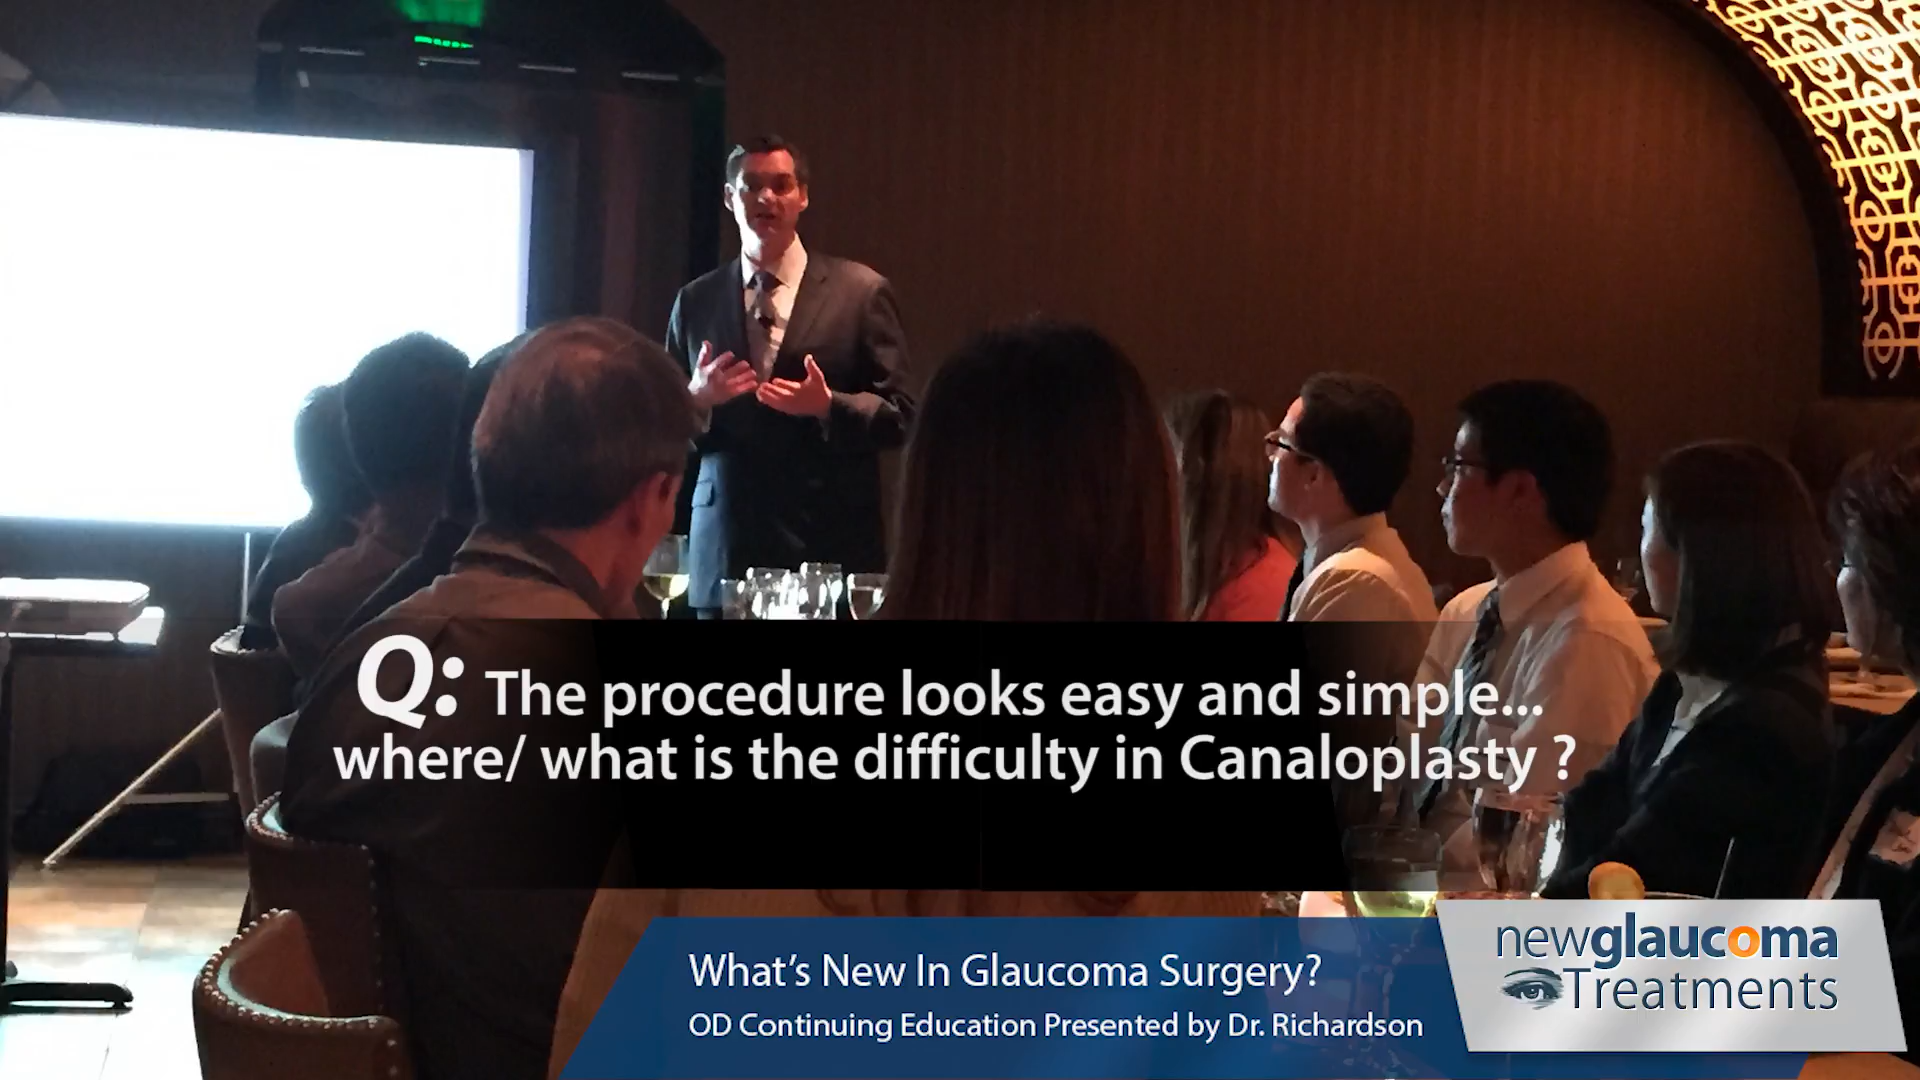 Q: The procedure looks easy and simple...
where/ what is the difficulty in Canaloplasty ?
What's New In Glaucoma Surgery?
OD Continuing Education Presented by Dr. Richardson
newglaucoma
Treatments